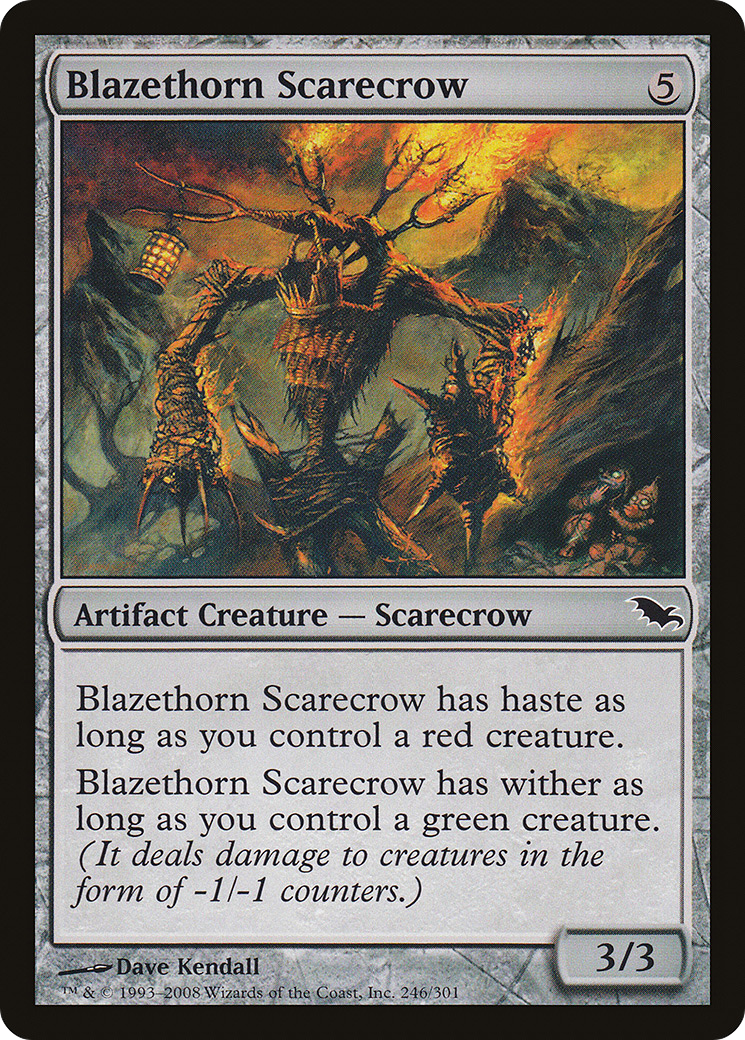 Blazethorn Scarecrow 5
Artifact Creature — Scarecrow
Blazethorn Scarecrow has haste as
long as you control a red creature.
Blazethorn Scarecrow has wither as
long as you control a green creature.
(It deals damage to creatures in the
form of -1/-1 counters.)
3/3
Dave Kendall
™ & © 1993–2008 Wizards of the Coast, Inc. 246/301